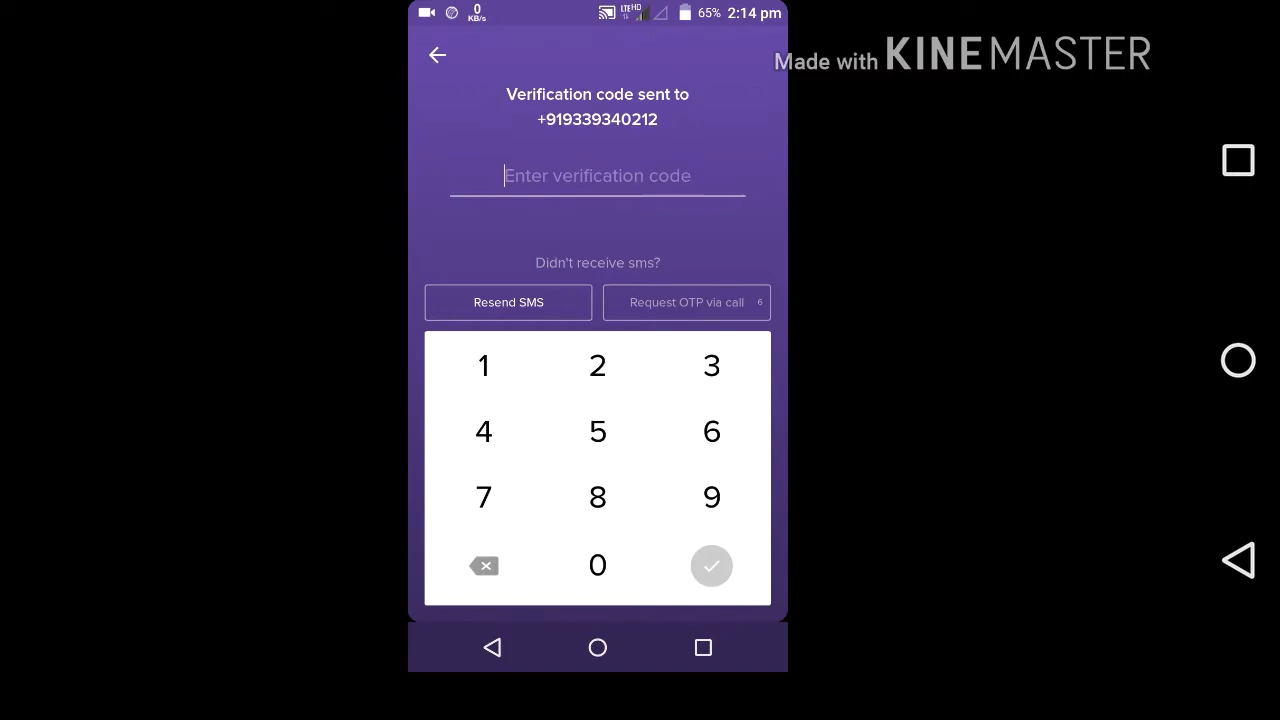 0
KB/s
LTE HD
65% 2:14 pm
Made with KINEMASTER
Verification code sent to
+919339340212
Enter verification code
Didn't receive sms?
Resend SMS
Request OTP via call 6
1 2 3
4 5 6
7 8 9
0